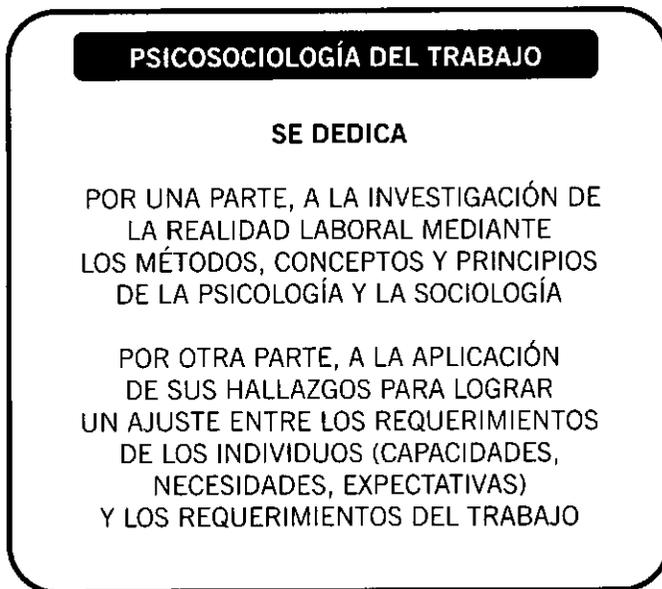 PSICOSOCIOLOGÍA DEL TRABAJO
SE DEDICA
POR UNA PARTE, A LA INVESTIGACIÓN DE
LA REALIDAD LABORAL MEDIANTE
LOS MÉTODOS, CONCEPTOS Y PRINCIPIOS
DE LA PSICOLOGÍA Y LA SOCIOLOGÍA
POR OTRA PARTE, A LA APLICACIÓN
DE SUS HALLAZGOS PARA LOGRAR
UN AJUSTE ENTRE LOS REQUERIMIENTOS
DE LOS INDIVIDUOS (CAPACIDADES,
NECESIDADES, EXPECTATIVAS)
Y LOS REQUERIMIENTOS DEL TRABAJO